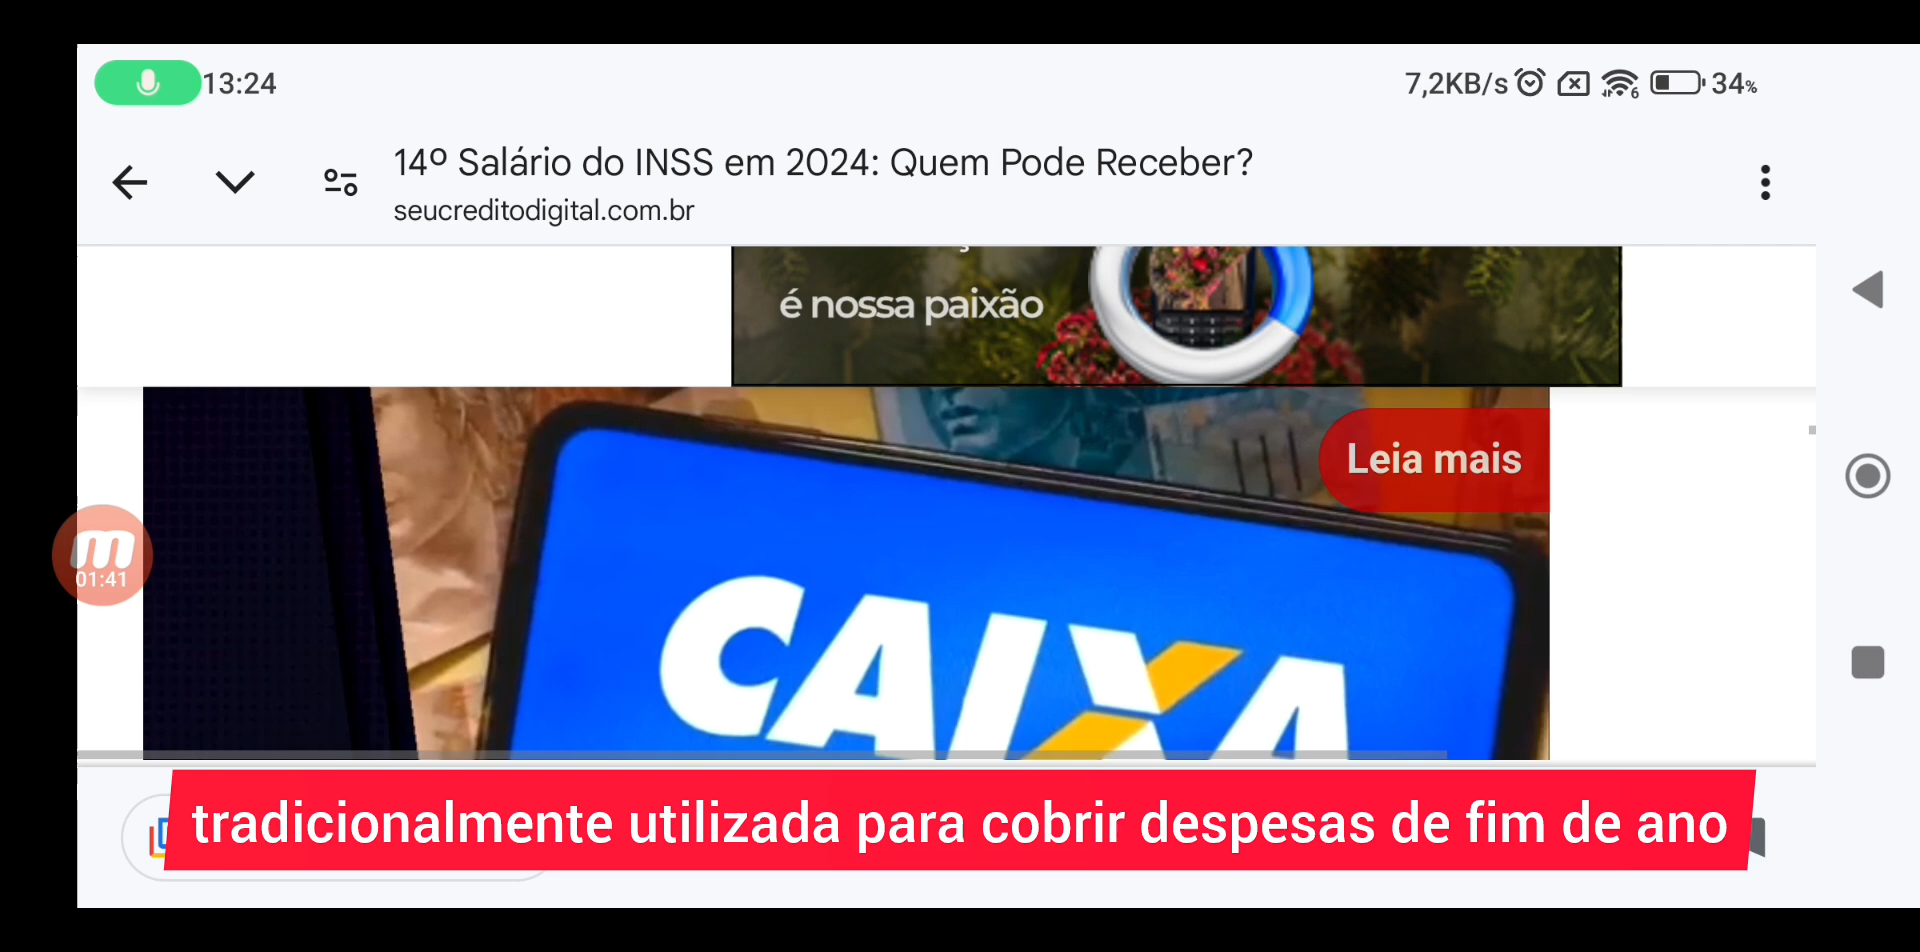 13:24
7,2KB/s 6 34%
14º Salário do INSS em 2024: Quem Pode Receber?
seucreditodigital.com.br
é nossa paixão
Leia mais
m
01:41
CAIXA
tradicionalmente utilizada para cobrir despesas de fim de ano